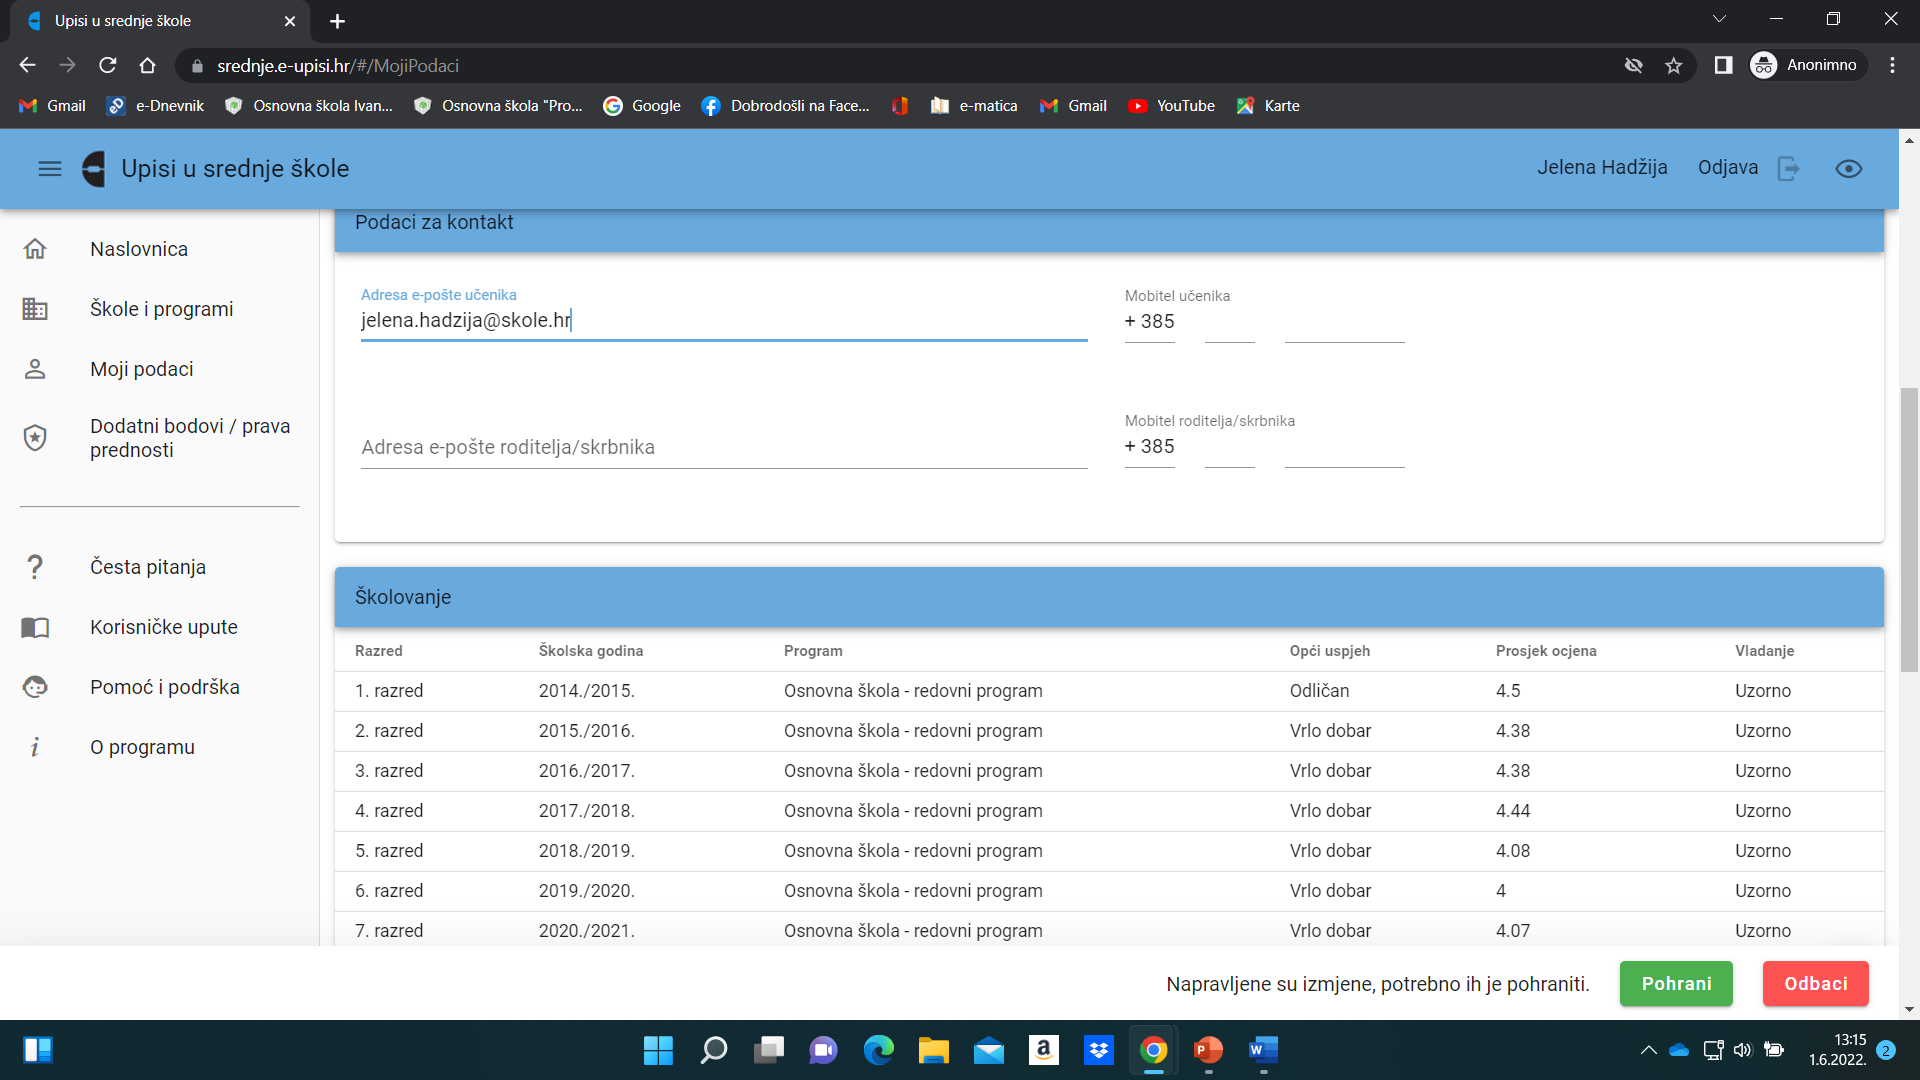 Upisi u srednje škole
srednje.e-upisi.hr/#/MojiPodaci
Anonimno
Gmail e-Dnevnik Osnovna škola Ivan... Osnovna škola "Pro... Google Dobrodošli na Face... e-matica Gmail YouTube Karte
Upisi u srednje škole
Jelena Hadžija Odjava
Naslovnica
Škole i programi
Moji podaci
Dodatni bodovi / prava
prednosti
Česta pitanja
Korisničke upute
Pomoć i podrška
O programu
Podaci za kontakt
Adresa e-pošte učenika
jelena.hadzija@skole.hr
Mobitel učenika
+ 385
Adresa e-pošte roditelja/skrbnika
Mobitel roditelja/skrbnika
+ 385
Školovanje
Razred Školska godina Program Opći uspjeh Prosjek ocjena Vladanje
1. razred 2014./2015. Osnovna škola - redovni program Odličan 4.5 Uzorno
2. razred 2015./2016. Osnovna škola - redovni program Vrlo dobar 4.38 Uzorno
3. razred 2016./2017. Osnovna škola - redovni program Vrlo dobar 4.38 Uzorno
4. razred 2017./2018. Osnovna škola - redovni program Vrlo dobar 4.44 Uzorno
5. razred 2018./2019. Osnovna škola - redovni program Vrlo dobar 4.08 Uzorno
6. razred 2019./2020. Osnovna škola - redovni program Vrlo dobar 4 Uzorno
7. razred 2020./2021. Osnovna škola - redovni program Vrlo dobar 4.07 Uzorno
Napravljene su izmjene, potrebno ih je pohraniti. Pohrani Odbaci
13:15
1.6.2022.
2